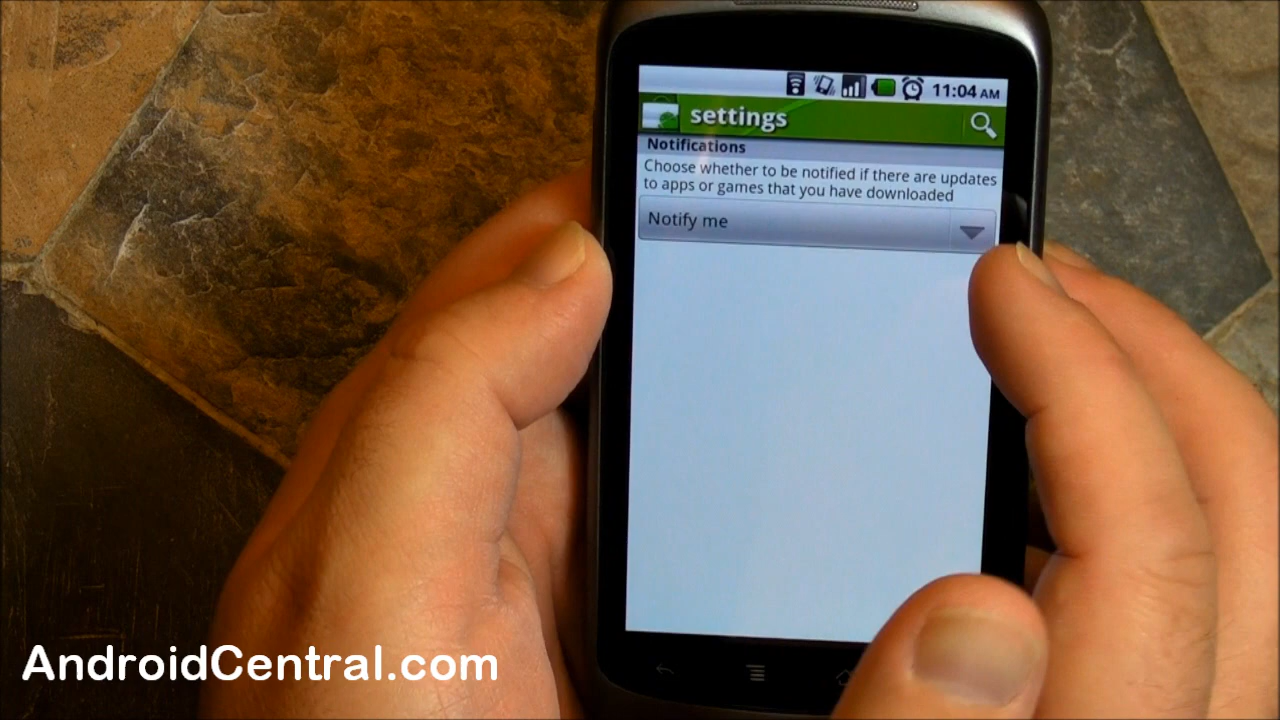 11:04 AM
settings
Notifications
Choose whether to be notified if there are updates
to apps or games that you have downloaded
Notify me
AndroidCentral.com